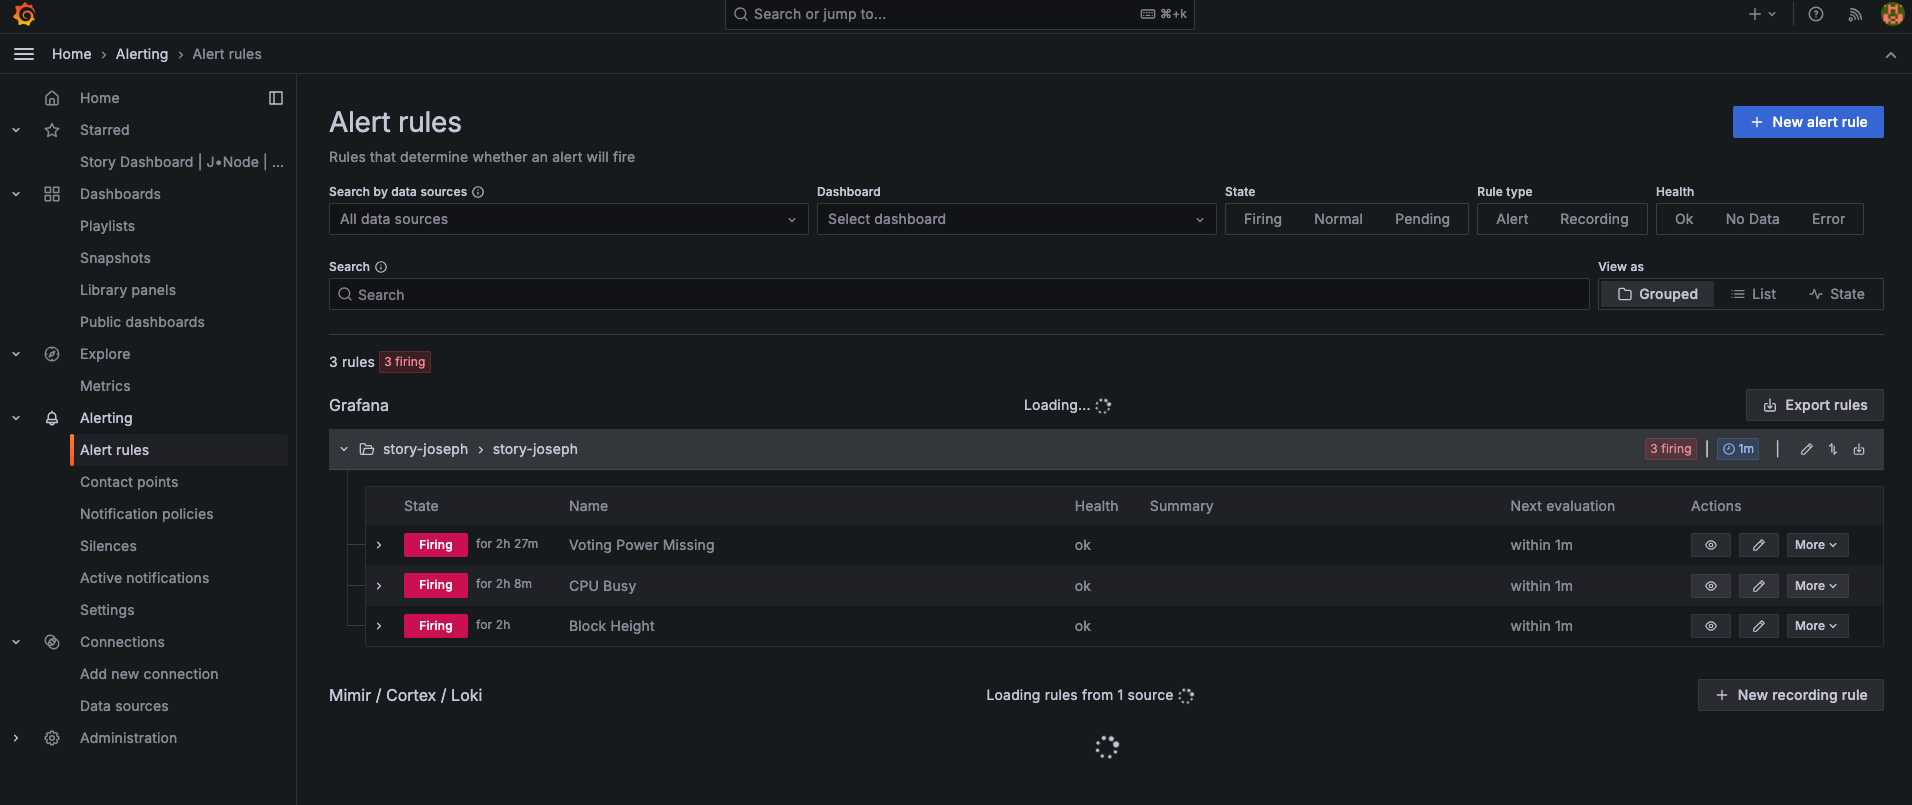 Search or jump to...
⌘+k
Home › Alerting › Alert rules
Home
Starred
Story Dashboard | J•Node | ...
Dashboards
Playlists
Snapshots
Library panels
Public dashboards
Explore
Metrics
Alerting
Alert rules
Contact points
Notification policies
Silences
Active notifications
Settings
Connections
Add new connection
Data sources
Administration
Alert rules
New alert rule
Rules that determine whether an alert will fire
Search by data sources Dashboard State Rule type Health
All data sources Select dashboard Firing Normal Pending Alert Recording Ok No Data Error
Search View as
Search Grouped List State
3 rules 3 firing
Grafana Loading... Export rules
story-joseph › story-joseph 3 firing | 1m |
State Name Health Summary Next evaluation Actions
Firing for 2h 27m Voting Power Missing ok within 1m More
Firing for 2h 8m CPU Busy ok within 1m More
Firing for 2h Block Height ok within 1m More
Mimir / Cortex / Loki Loading rules from 1 source New recording rule